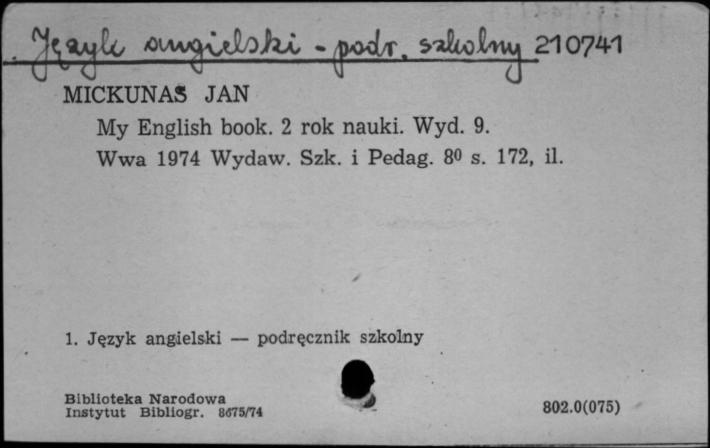 Język angielski - podr. szkolny 210741
MICKUNAS JAN
My English book. 2 rok nauki. Wyd. 9.
Wwa 1974 Wydaw. Szk. i Pedag. 8⁰ s. 172, il.
1. Język angielski — podręcznik szkolny
Biblioteka Narodowa
Instytut Bibliogr. 8675/74
802.0(075)